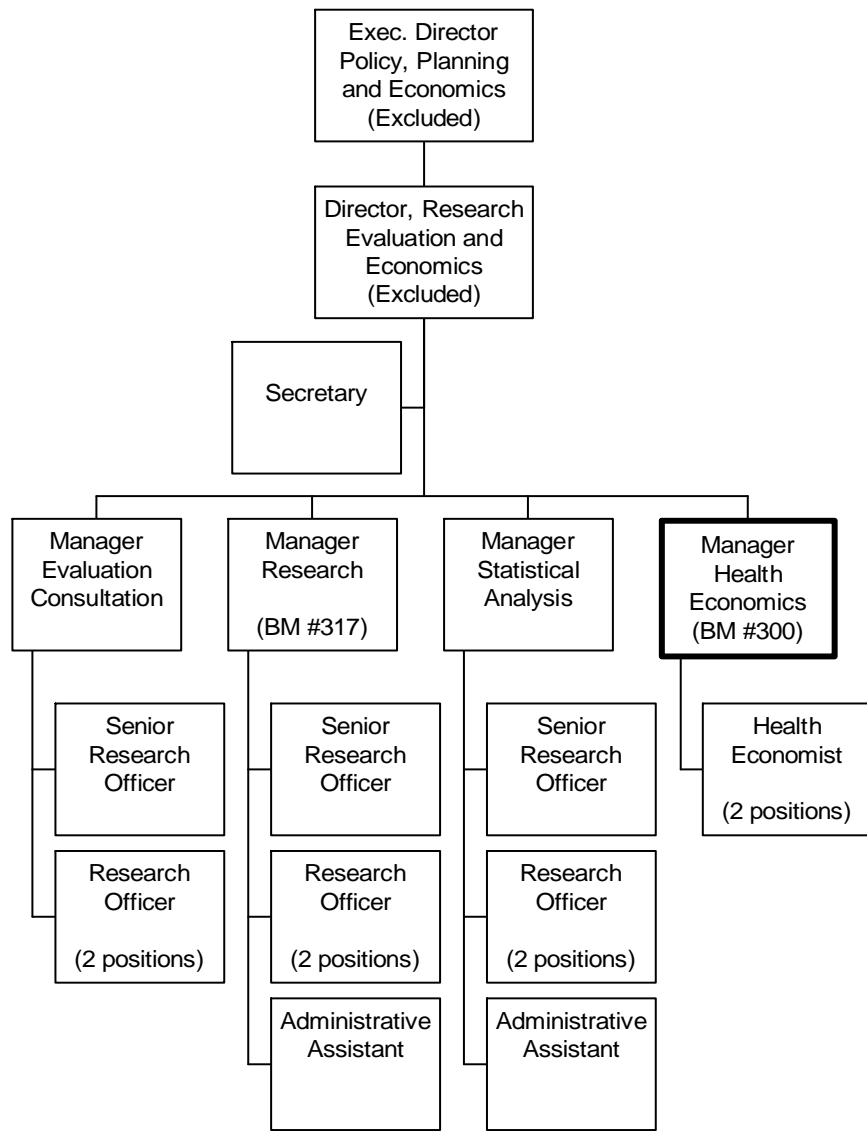 Exec. Director
Policy, Planning
and Economics
(Excluded)
Director, Research
Evaluation and
Economics
(Excluded)
Secretary
Manager
Evaluation
Consultation
Manager
Research
(BM #317)
Manager
Statistical
Analysis
Manager
Health
Economics
(BM #300)
Senior
Research
Officer
Senior
Research
Officer
Senior
Research
Officer
Health
Economist
(2 positions)
Research
Officer
(2 positions)
Research
Officer
(2 positions)
Research
Officer
(2 positions)
Administrative
Assistant
Administrative
Assistant